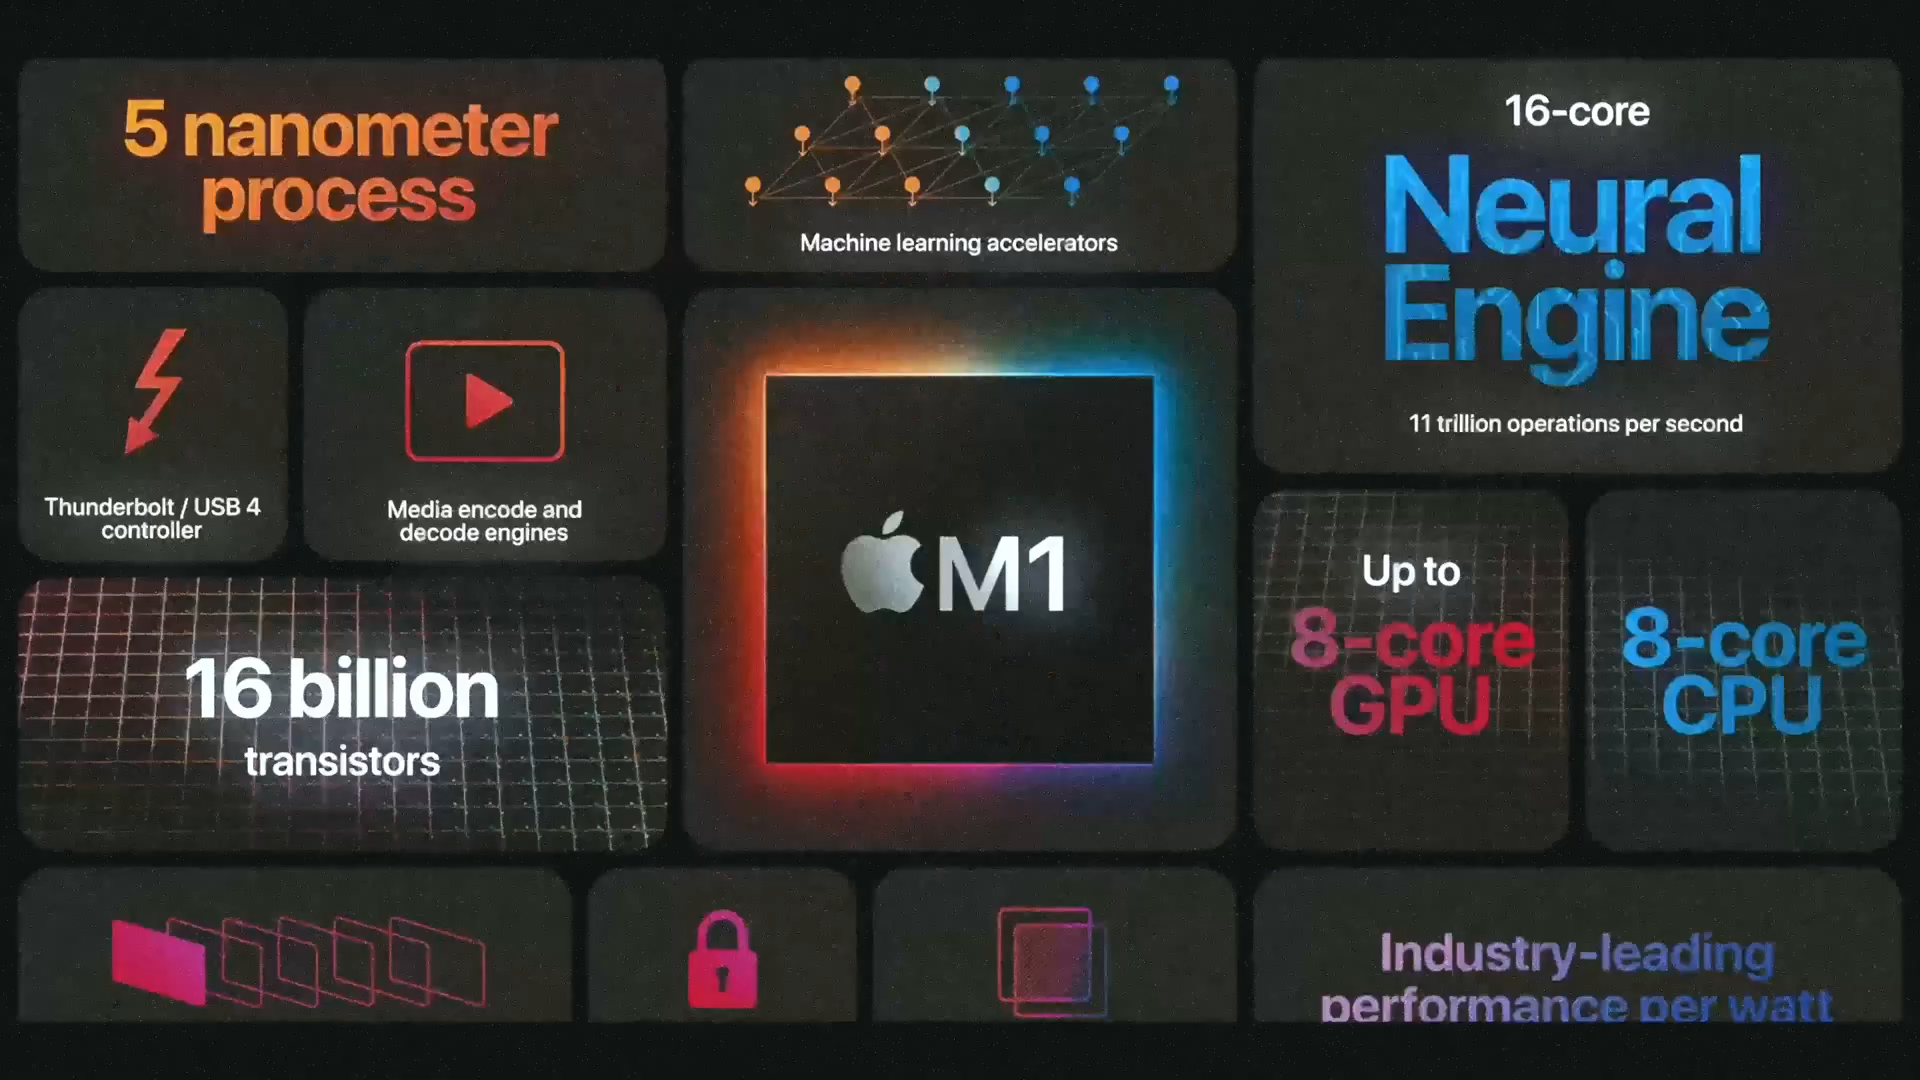 5 nanometer
process
Machine learning accelerators
16-core
Neural
Engine
11 trillion operations per second
Thunderbolt / USB 4
controller
Media encode and
decode engines
M1
Up to
8-core
GPU
8-core
CPU
16 billion
transistors
Industry-leading
performance per watt